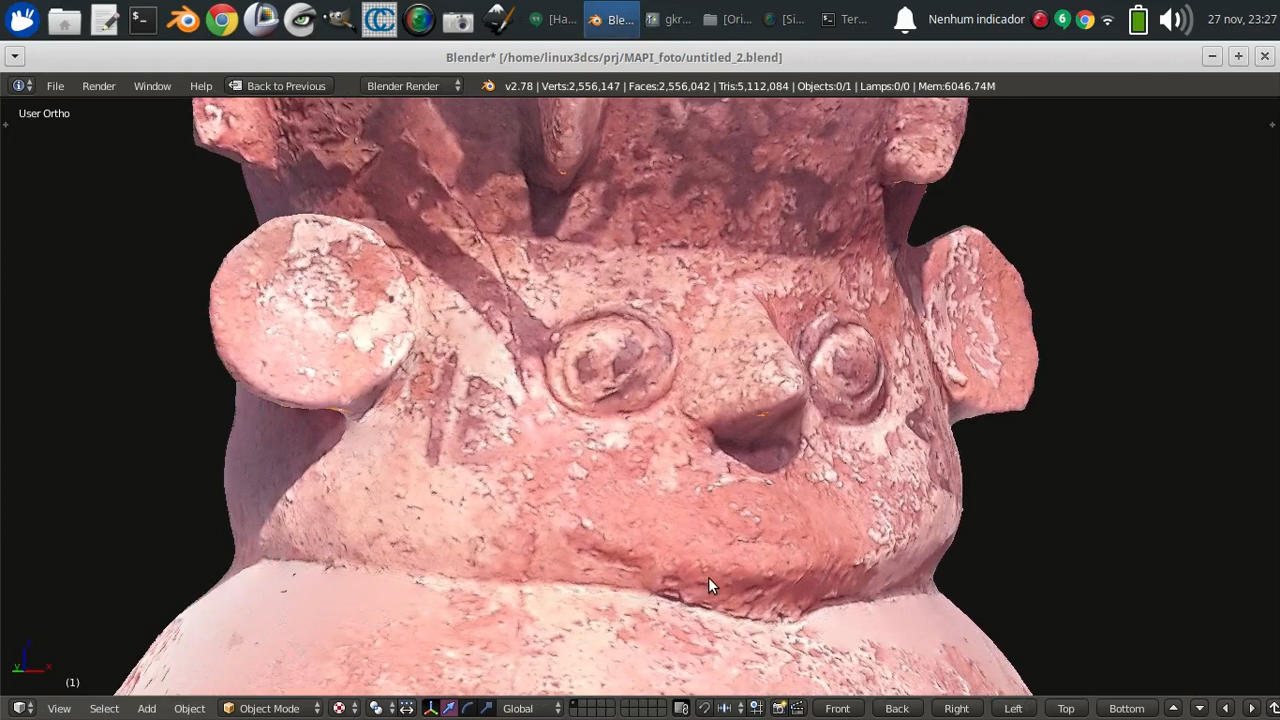 [Ha...
Ble...
gkr...
[Ori...
[Si...
Ter...
6
Nenhum indicador
27 nov, 23:27
Blender* [/home/linux3dcs/prj/MAPI_foto/untitled_2.blend]
File Render Window Help Back to Previous Blender Render v2.78 | Verts:2,556,147 | Faces:2,556,042 | Tris:5,112,084 | Objects:0/1 | Lamps:0/0 | Mem:6046.74M
User Ortho
y x
(1)
View Select Add Object Object Mode Global Front Back Right Left Top Bottom